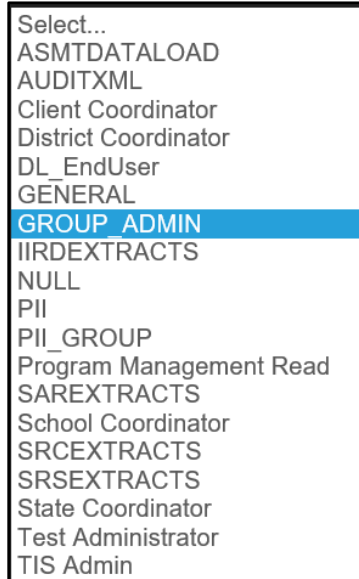 Select...
ASMTDATALOAD
AUDITXML
Client Coordinator
District Coordinator
DL_EndUser
GENERAL
GROUP_ADMIN
IIRDEXTRACTS
NULL
PII
PII_GROUP
Program Management Read
SAREXTRACTS
School Coordinator
SRCEXTRACTS
SRSEXTRACTS
State Coordinator
Test Administrator
TIS Admin